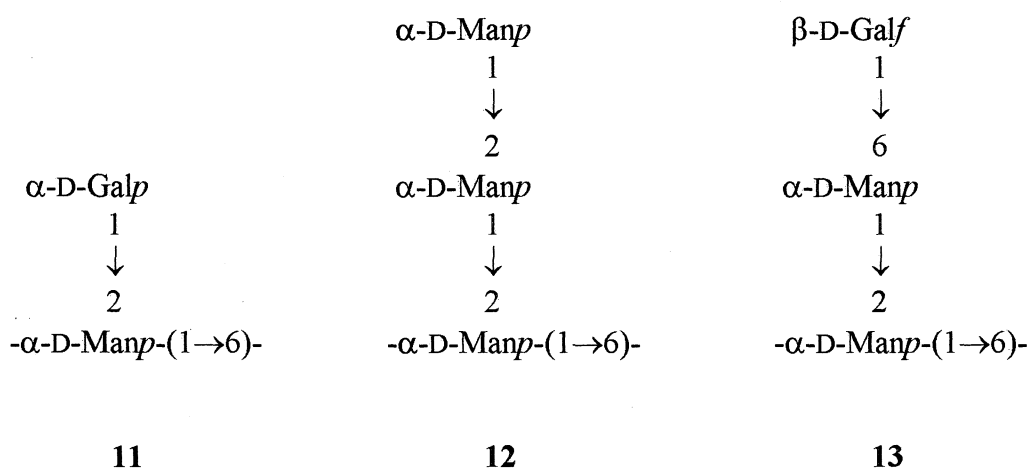 α-D-Manp β-D-Galf
1 1
↓ ↓
2 6
α-D-Galp α-D-Manp α-D-Manp
1 1 1
↓ ↓ ↓
2 2 2
-α-D-Manp-(1→6)- -α-D-Manp-(1→6)- -α-D-Manp-(1→6)-
11 12 13